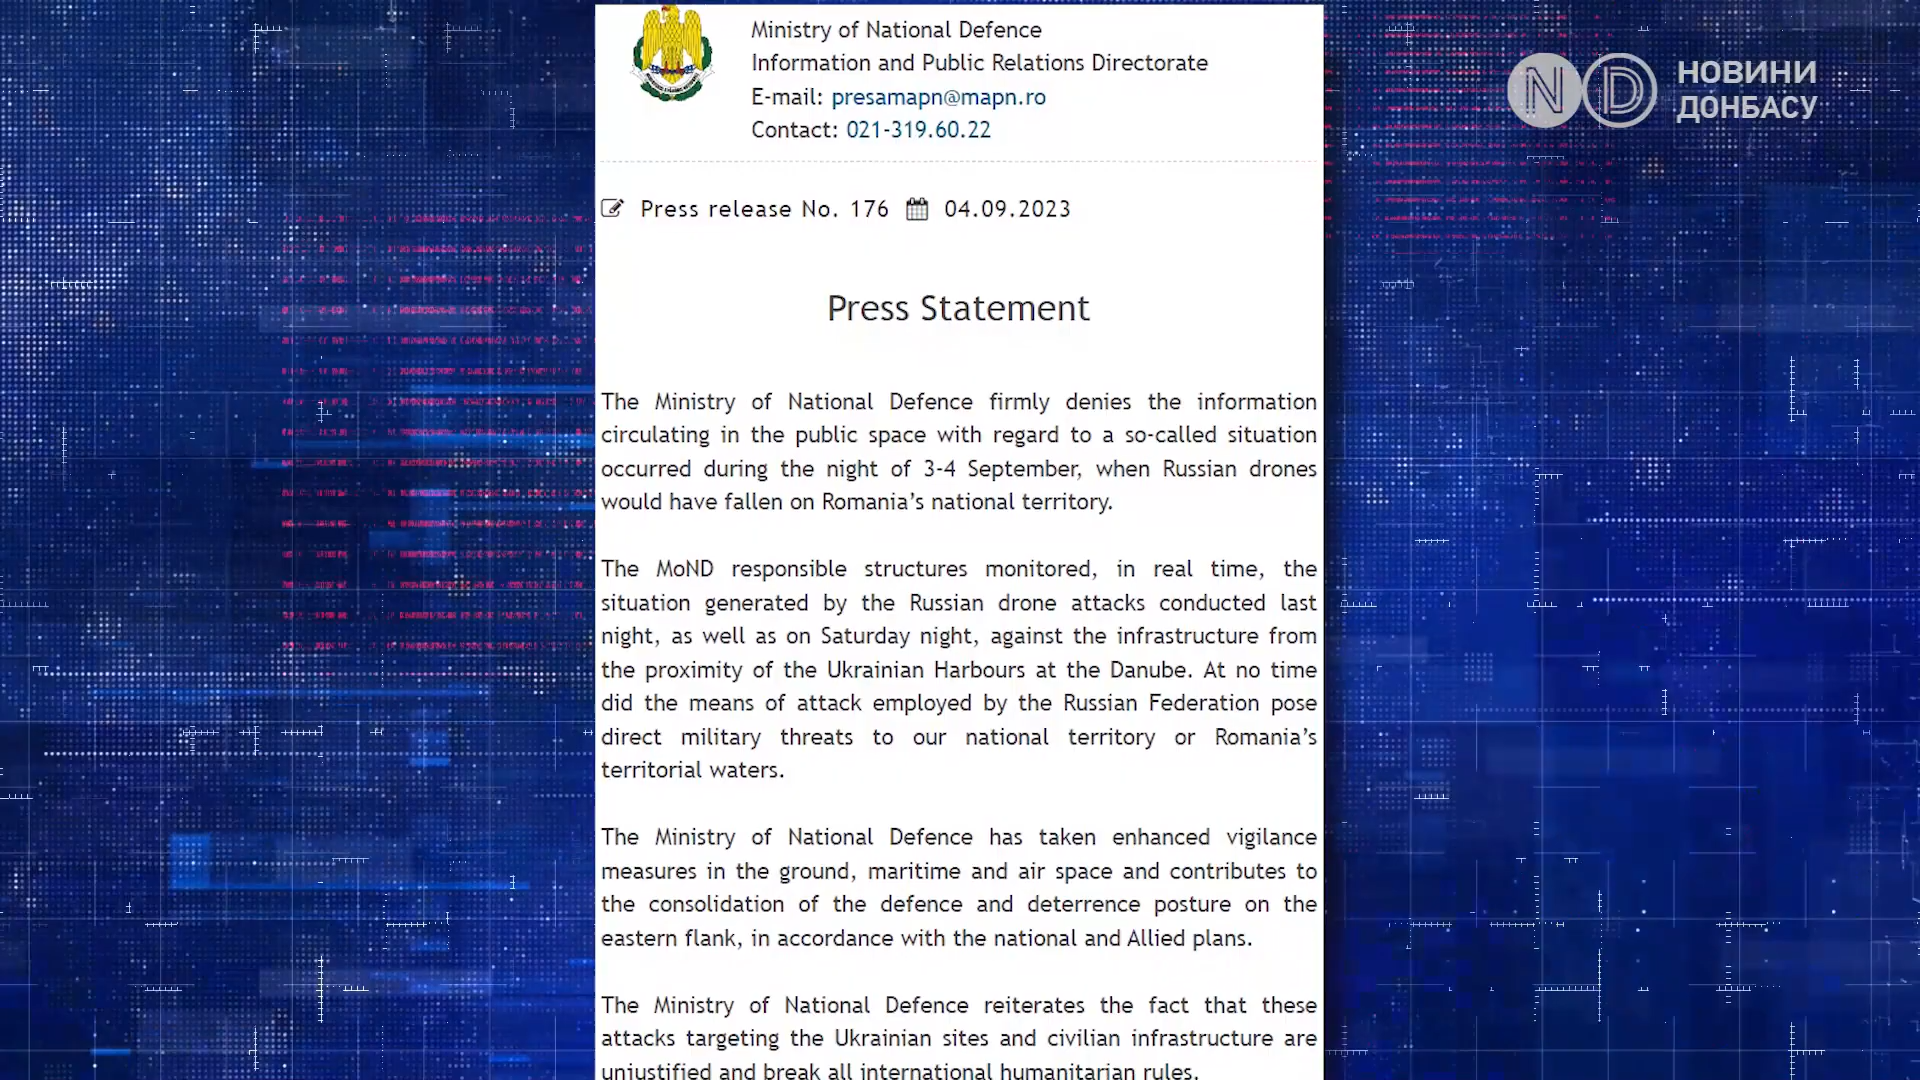 Ministry of National Defence
Information and Public Relations Directorate
E-mail: presamapn@mapn.ro
Contact: 021-319.60.22
ND НОВИНИ
ДОНБАСУ
Press release No. 176 04.09.2023
Press Statement
The Ministry of National Defence firmly denies the information
circulating in the public space with regard to a so-called situation
occurred during the night of 3-4 September, when Russian drones
would have fallen on Romania’s national territory.
The MoND responsible structures monitored, in real time, the
situation generated by the Russian drone attacks conducted last
night, as well as on Saturday night, against the infrastructure from
the proximity of the Ukrainian Harbours at the Danube. At no time
did the means of attack employed by the Russian Federation pose
direct military threats to our national territory or Romania’s
territorial waters.
The Ministry of National Defence has taken enhanced vigilance
measures in the ground, maritime and air space and contributes to
the consolidation of the defence and deterrence posture on the
eastern flank, in accordance with the national and Allied plans.
The Ministry of National Defence reiterates the fact that these
attacks targeting the Ukrainian sites and civilian infrastructure are
unjustified and break all international humanitarian rules.